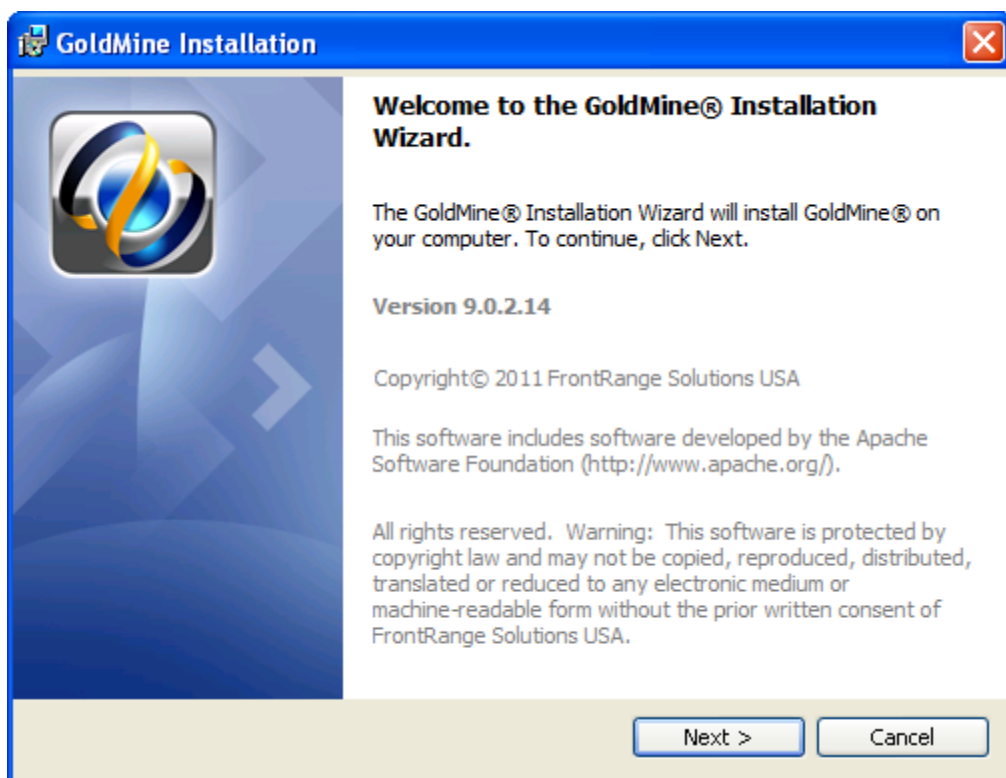 GoldMine Installation
Welcome to the GoldMine® Installation
Wizard.
The GoldMine® Installation Wizard will install GoldMine® on
your computer. To continue, click Next.
Version 9.0.2.14
Copyright© 2011 FrontRange Solutions USA
This software includes software developed by the Apache
Software Foundation (http://www.apache.org/).
All rights reserved.  Warning:  This software is protected by
copyright law and may not be copied, reproduced, distributed,
translated or reduced to any electronic medium or
machine-readable form without the prior written consent of
FrontRange Solutions USA.
Next >
Cancel